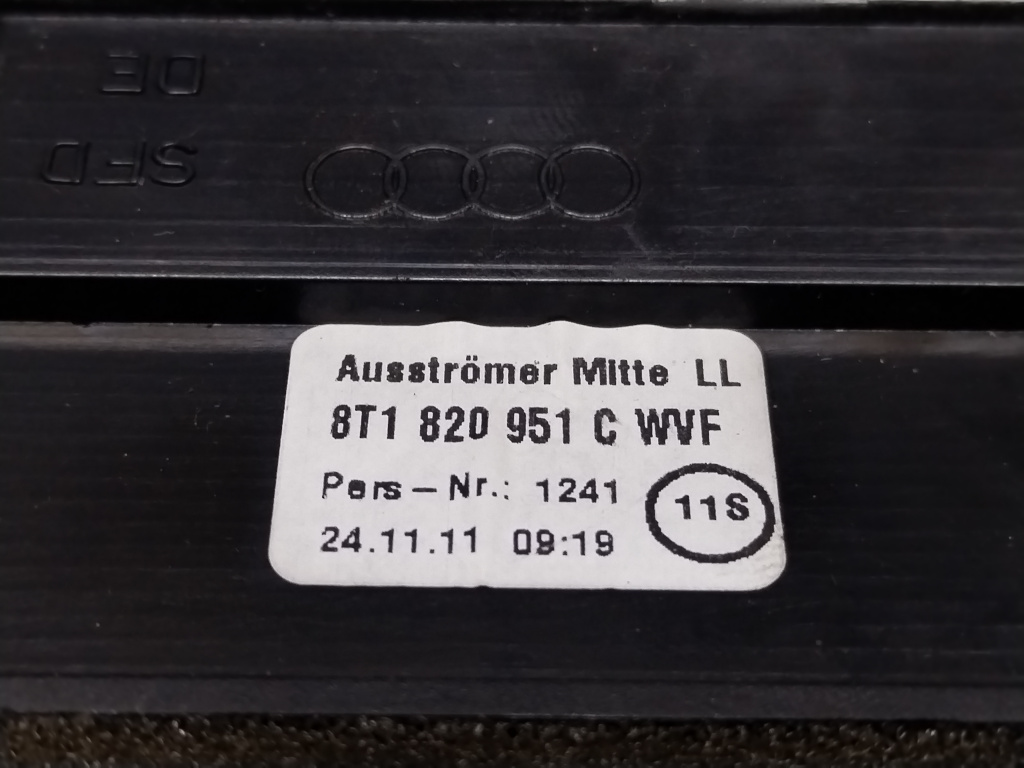 DE
SFD
Ausströmer Mitte LL
8T1 820 951 C WVF
Pers-Nr.: 1241
11S
24.11.11 09:19